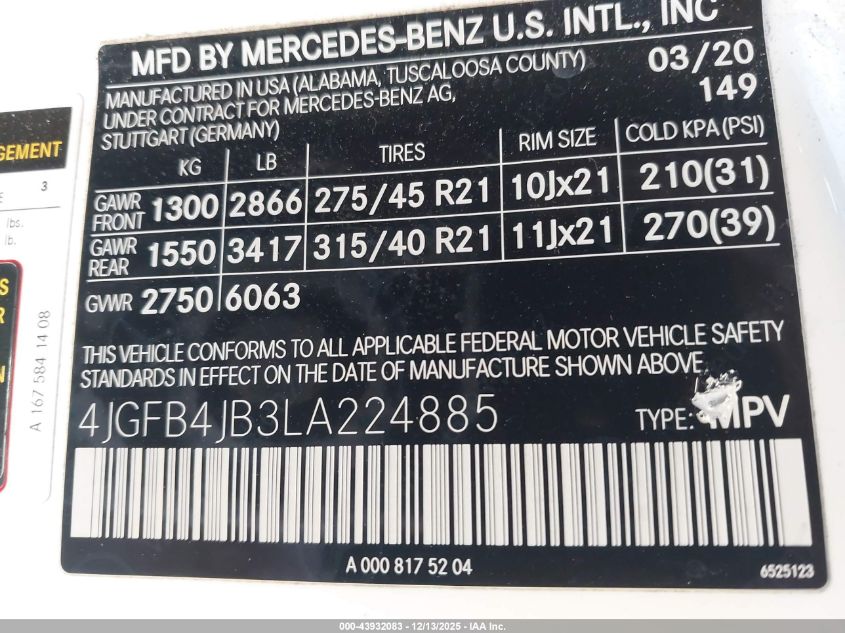 MFD BY MERCEDES-BENZ U.S. INTL., INC
MANUFACTURED IN USA (ALABAMA, TUSCALOOSA COUNTY) 03/20
UNDER CONTRACT FOR MERCEDES-BENZ AG, 149
STUTTGART (GERMANY)
KG LB TIRES RIM SIZE COLD KPA (PSI)
GAWR FRONT 1300 2866 275/45 R21 10Jx21 210(31)
GAWR REAR 1550 3417 315/40 R21 11Jx21 270(39)
GVWR 2750 6063
THIS VEHICLE CONFORMS TO ALL APPLICABLE FEDERAL MOTOR VEHICLE SAFETY
STANDARDS IN EFFECT ON THE DATE OF MANUFACTURE SHOWN ABOVE.
4JGFB4JB3LA224885 TYPE: MPV
A 000 817 52 04
6525123
3
lbs.
lb.
A 167 584 14 08
000-43932083 - 12/13/2025 - IAA, Inc.